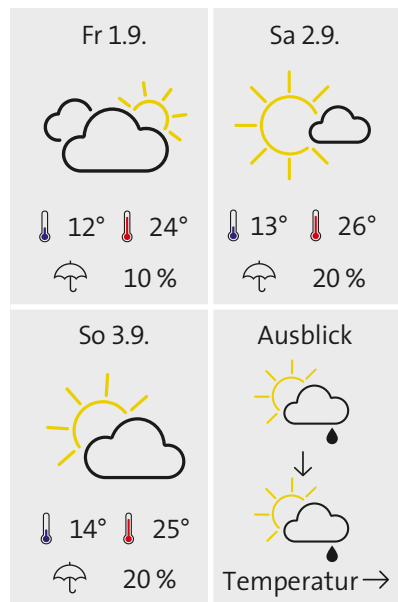 Fr 1.9.
12° 24°
10 %
Sa 2.9.
13° 26°
20 %
So 3.9.
14° 25°
20 %
Ausblick
↓
Temperatur →